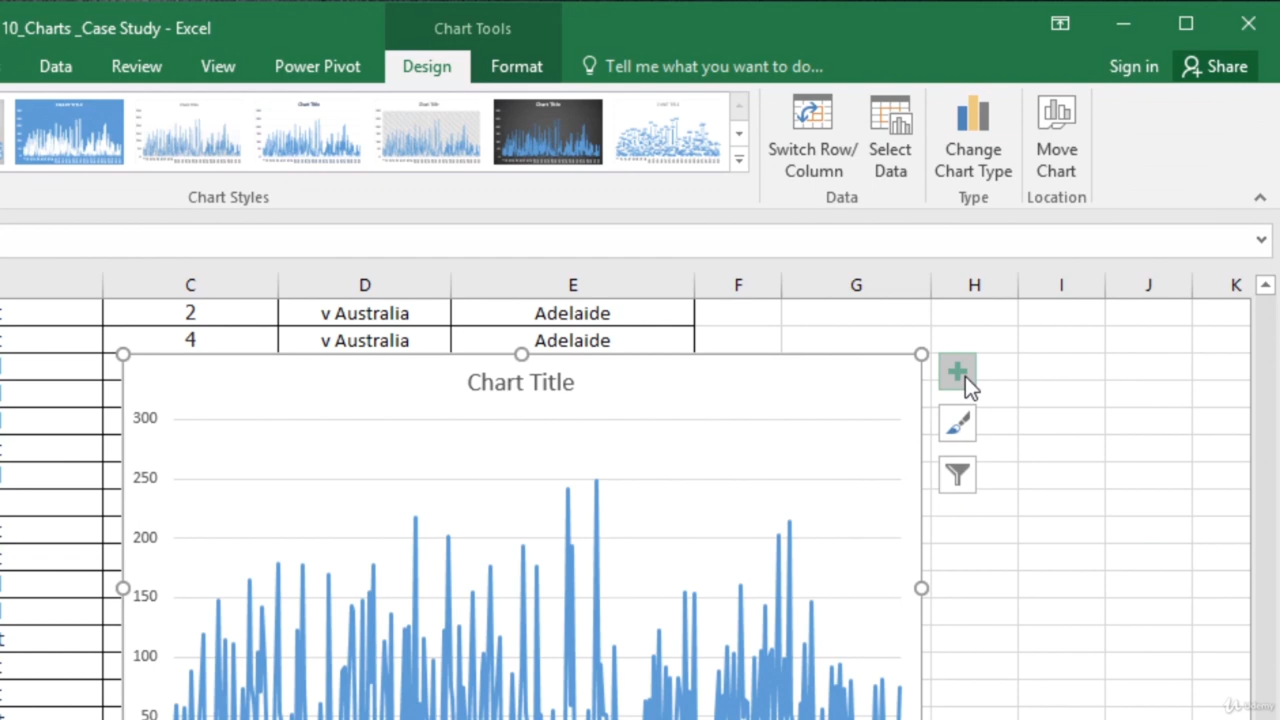 10_Charts _Case Study - Excel
Chart Tools
Data Review View Power Pivot Design Format Tell me what you want to do... Sign in Share
Switch Row/
Column
Select
Data
Change
Chart Type
Move
Chart
Chart Styles Data Type Location
C D E F G H I J K
2 v Australia Adelaide
4 v Australia Adelaide
Chart Title
300
250
200
150
100
50
Udemy